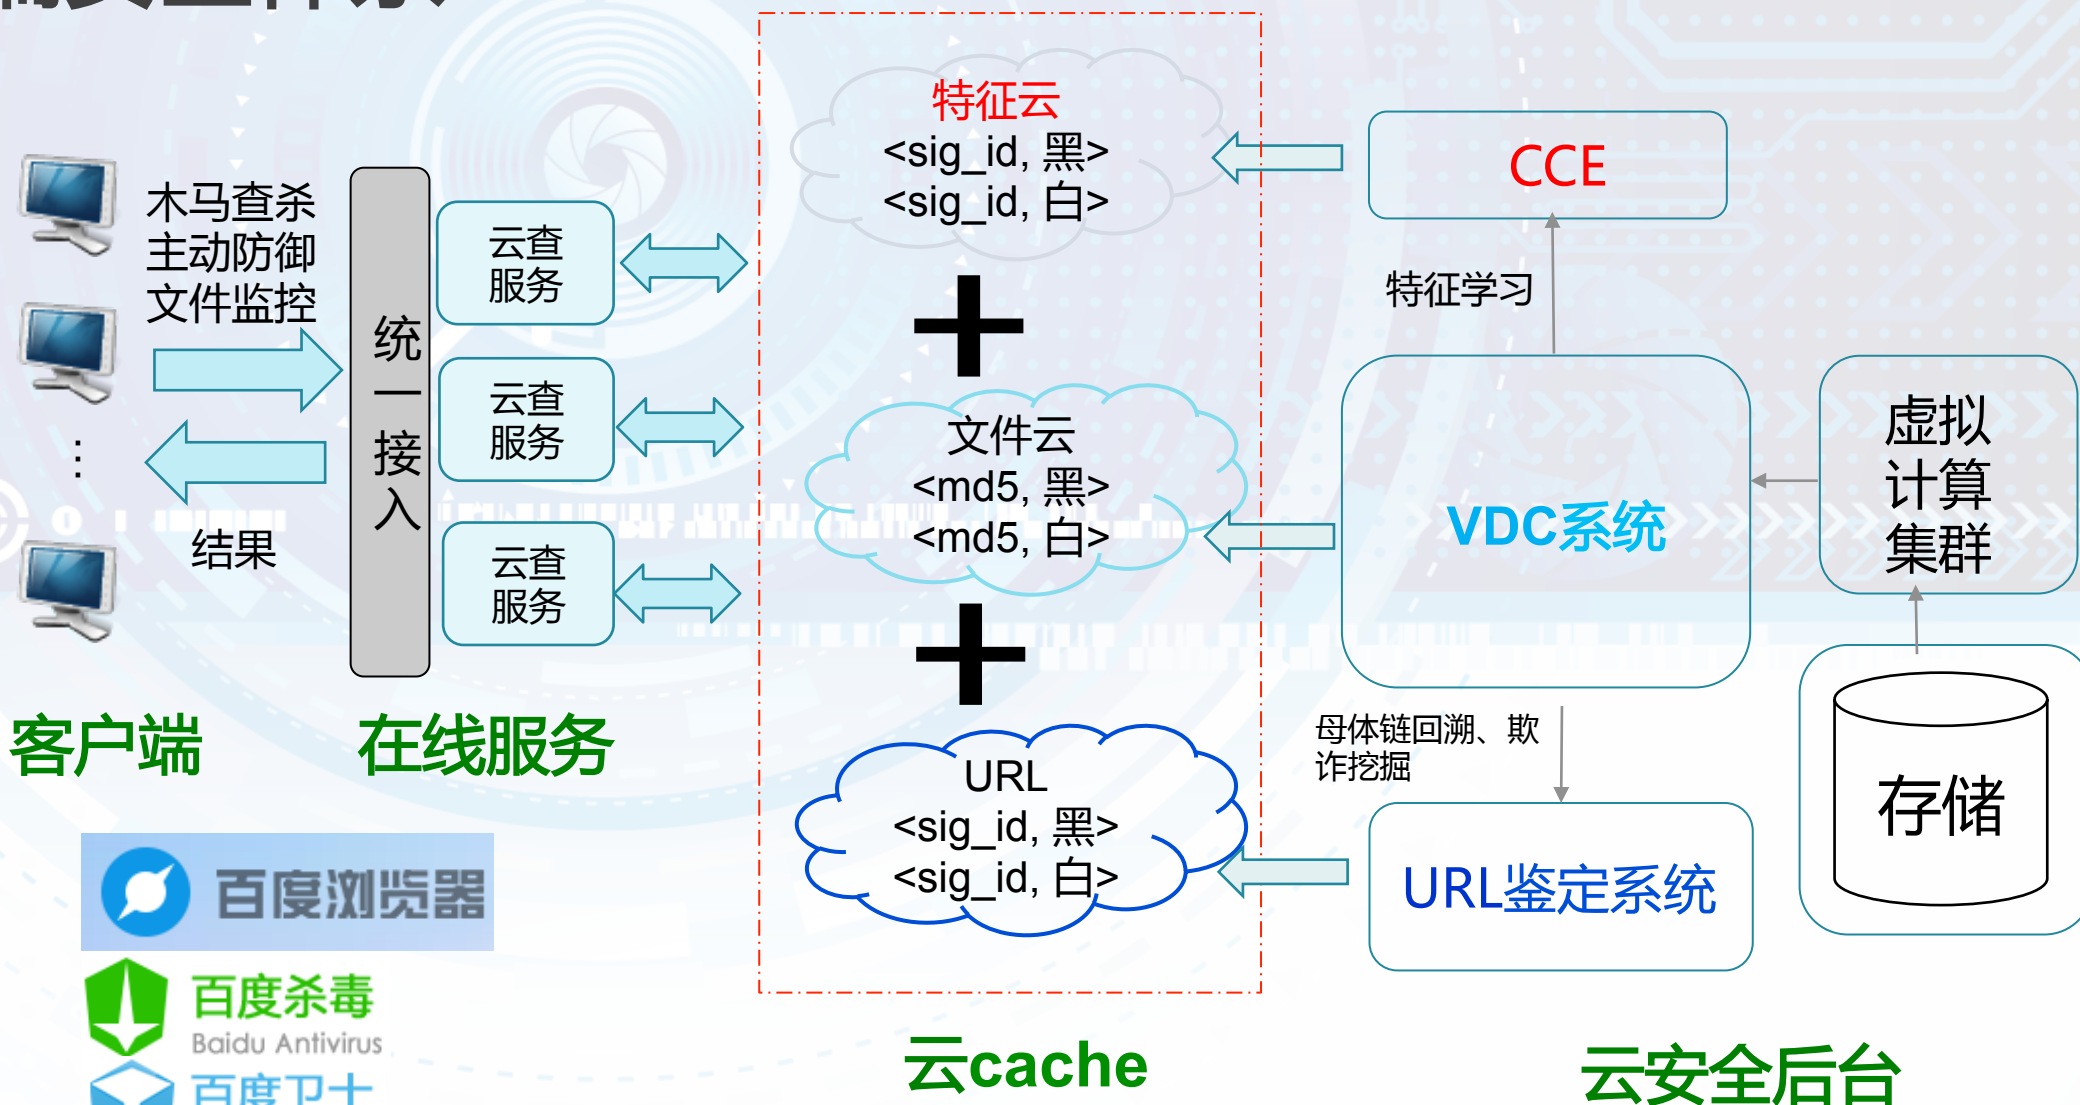 木马查杀
主动防御
文件监控
结果
⋮
统
一
接
入
云查
服务
云查
服务
云查
服务
客户端
在线服务
百度浏览器
百度杀毒
Baidu Antivirus
百度卫士
特征云
<sig_id, 黑>
<sig_id, 白>
+
文件云
<md5, 黑>
<md5, 白>
+
URL
<sig_id, 黑>
<sig_id, 白>
云cache
CCE
特征学习
VDC系统
母体链回溯、欺
诈挖掘
URL鉴定系统
虚拟
计算
集群
存储
云安全后台